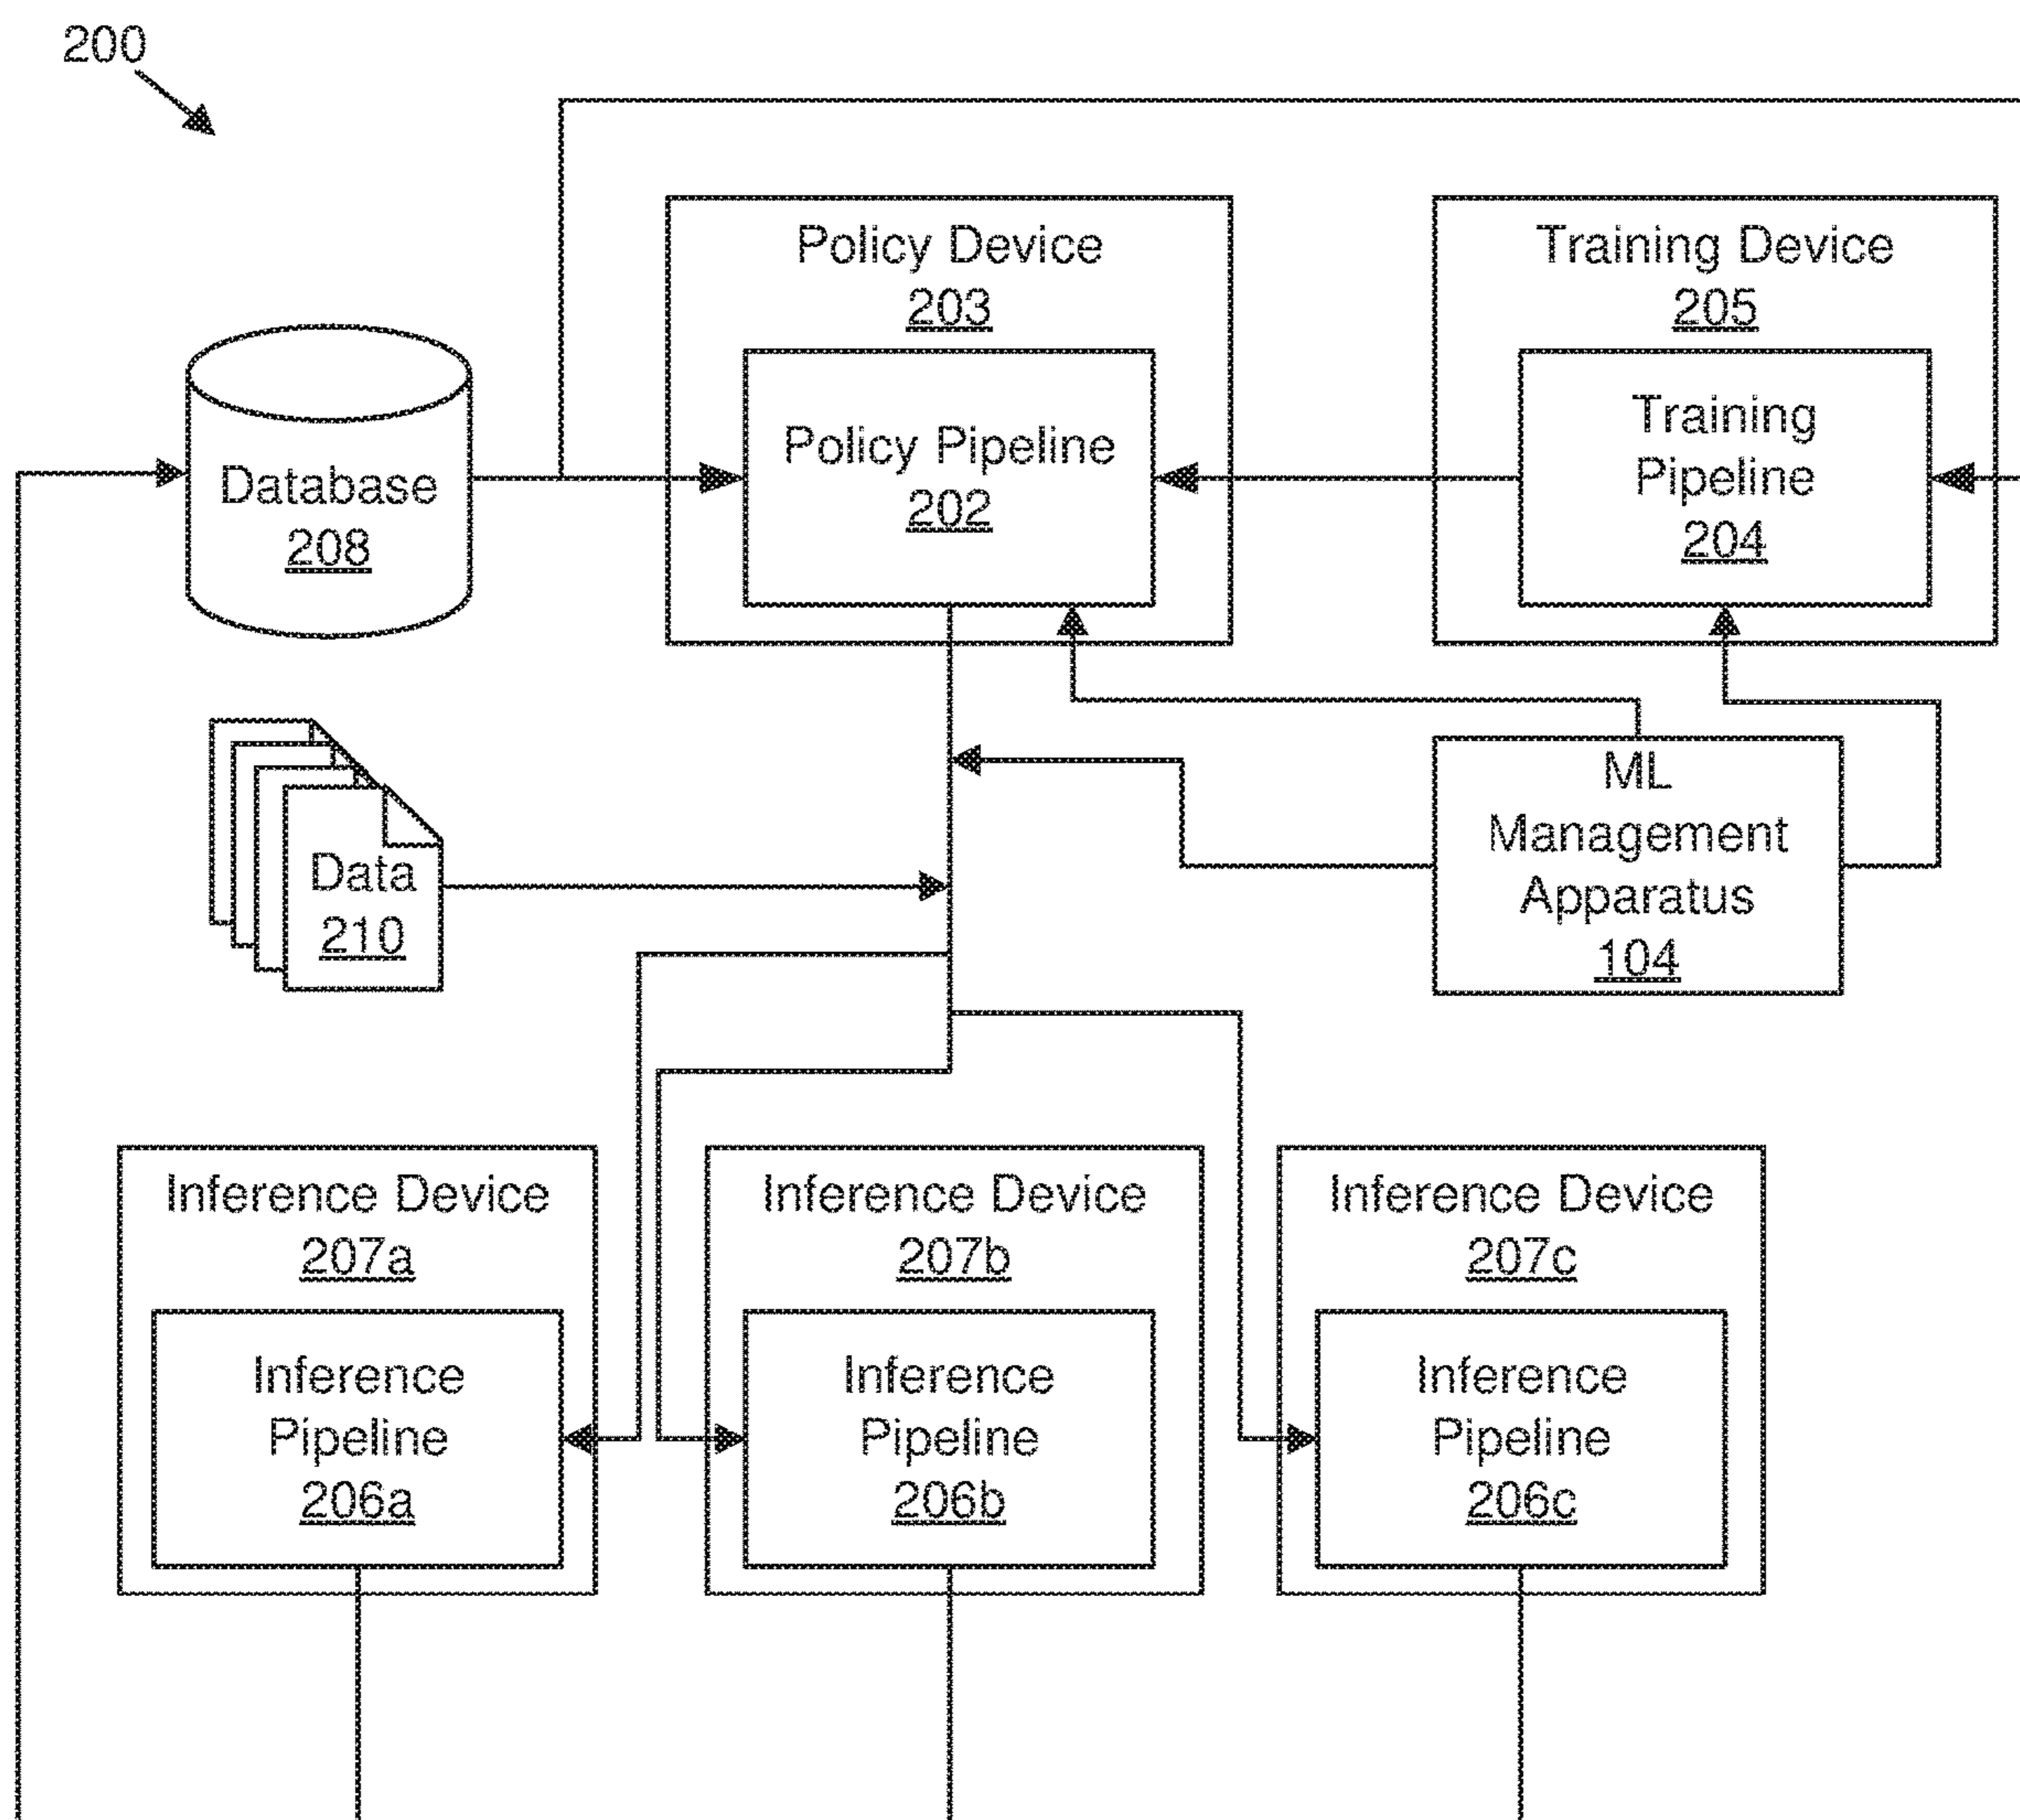 200
Policy Device
203
Policy Pipeline
202
Training Device
205
Training
Pipeline
204
Database
208
Data
210
ML
Management
Apparatus
104
Inference Device
207a
Inference
Pipeline
206a
Inference Device
207b
Inference
Pipeline
206b
Inference Device
207c
Inference
Pipeline
206c